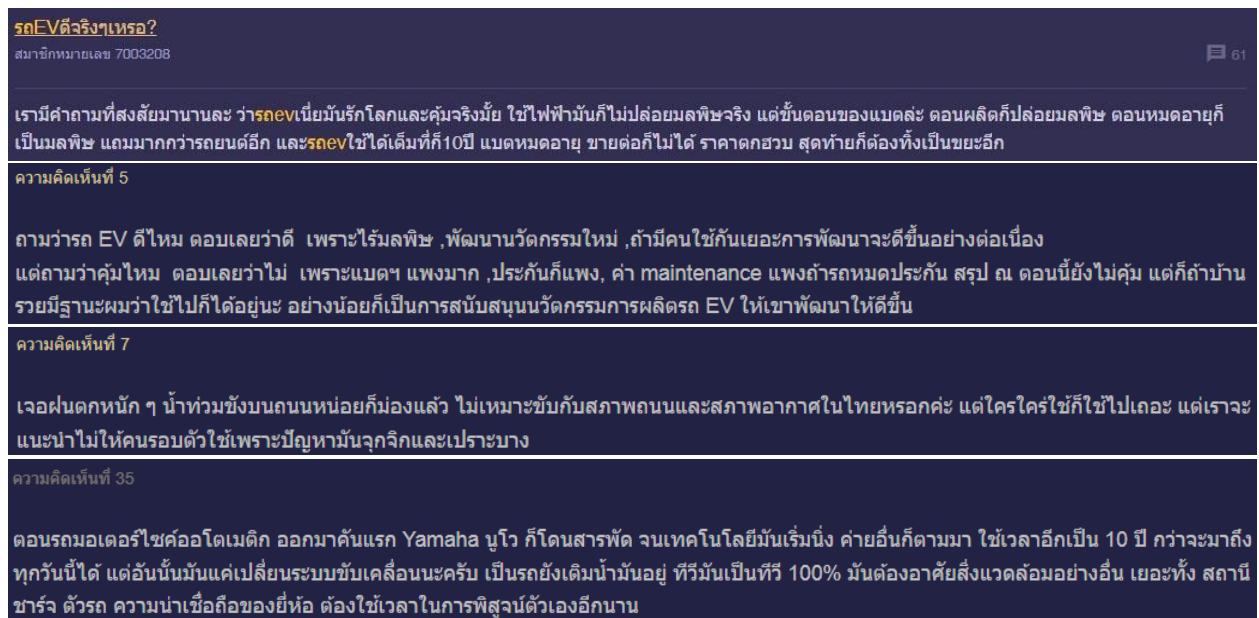 รถEVดีจริงๆเหรอ?
สมาชิกหมายเลข 7003208
61
เรามีคำถามที่สงสัยมานานละ ว่ารถevเนี่ยมันรักโลกและคุ้มจริงมั้ย ใช้ไฟฟ้ามันก็ไม่ปล่อยมลพิษจริง แต่ขั้นตอนของแบตล่ะ ตอนผลิตก็ปล่อยมลพิษ ตอนหมดอายุก็
เป็นมลพิษ แถมมากกว่ารถยนต์อีก และรถevใช้ได้เต็มที่ก็10ปี แบตหมดอายุ ขายต่อก็ไม่ได้ ราคาตกฮวบ สุดท้ายก็ต้องทิ้งเป็นขยะอีก
ความคิดเห็นที่ 5
ถามว่ารถ EV ดีไหม ตอบเลยว่าดี เพราะไร้มลพิษ ,พัฒนานวัตกรรมใหม่ ,ถ้ามีคนใช้กันเยอะการพัฒนาจะดีขึ้นอย่างต่อเนื่อง
แต่ถามว่าคุ้มไหม ตอบเลยว่าไม่ เพราะแบตฯ แพงมาก ,ประกันก็แพง, ค่า maintenance แพงถ้ารถหมดประกัน สรุป ณ ตอนนี้ยังไม่คุ้ม แต่ก็ถ้าบ้าน
รวยมีฐานะผมว่าใช้ไปก็ได้อยู่นะ อย่างน้อยก็เป็นการสนับสนุนนวัตกรรมการผลิตรถ EV ให้เขาพัฒนาให้ดีขึ้น
ความคิดเห็นที่ 7
เจอฝนตกหนัก ๆ น้ำท่วมขังบนถนนหน่อยก็ม่องแล้ว ไม่เหมาะขับกับสภาพถนนและสภาพอากาศในไทยหรอกค่ะ แต่ใครใคร่ใช้ก็ใช้ไปเถอะ แต่เราจะ
แนะนำไม่ให้คนรอบตัวใช้เพราะปัญหามันจุกจิกและเปราะบาง
ความคิดเห็นที่ 35
ตอนรถมอเตอร์ไซค์ออโตเมติก ออกมาคันแรก Yamaha นูโว ก็โดนสารพัด จนเทคโนโลยีมันเริ่มนิ่ง ค่ายอื่นก็ตามมา ใช้เวลาอีกเป็น 10 ปี กว่าจะมาถึง
ทุกวันนี้ได้ แต่อันนั้นมันแค่เปลี่ยนระบบขับเคลื่อนนะครับ เป็นรถยังเติมน้ำมันอยู่ ทีวีมันเป็นทีวี 100% มันต้องอาศัยสิ่งแวดล้อมอย่างอื่น เยอะทั้ง สถานี
ชาร์จ ตัวรถ ความน่าเชื่อถือของยี่ห้อ ต้องใช้เวลาในการพิสูจน์ตัวเองอีกนาน